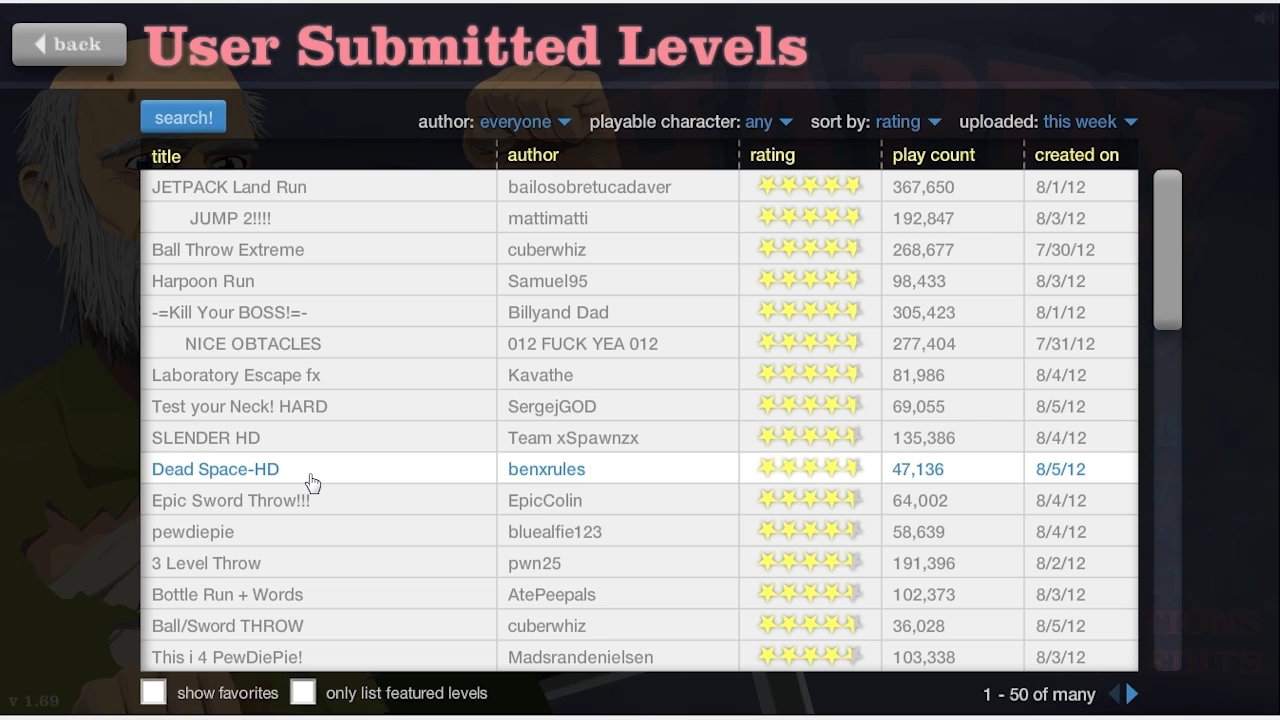 back User Submitted Levels
search! author: everyone playable character: any sort by: rating uploaded: this week
title author rating play count created on
JETPACK Land Run bailosobretucadaver 367,650 8/1/12
JUMP 2!!!! mattimatti 192,847 8/3/12
Ball Throw Extreme cuberwhiz 268,677 7/30/12
Harpoon Run Samuel95 98,433 8/3/12
-=Kill Your BOSS!=- Billyand Dad 305,423 8/1/12
NICE OBTACLES 012 FUCK YEA 012 277,404 7/31/12
Laboratory Escape fx Kavathe 81,986 8/4/12
Test your Neck! HARD SergejGOD 69,055 8/5/12
SLENDER HD Team xSpawnzx 135,386 8/4/12
Dead Space-HD benxrules 47,136 8/5/12
Epic Sword Throw!!! EpicColin 64,002 8/4/12
pewdiepie bluealfie123 58,639 8/4/12
3 Level Throw pwn25 191,396 8/2/12
Bottle Run + Words AtePeepals 102,373 8/3/12
Ball/Sword THROW cuberwhiz 36,028 8/5/12
This i 4 PewDiePie! Madsrandenielsen 103,338 8/3/12
v 1.69 show favorites only list featured levels 1 - 50 of many